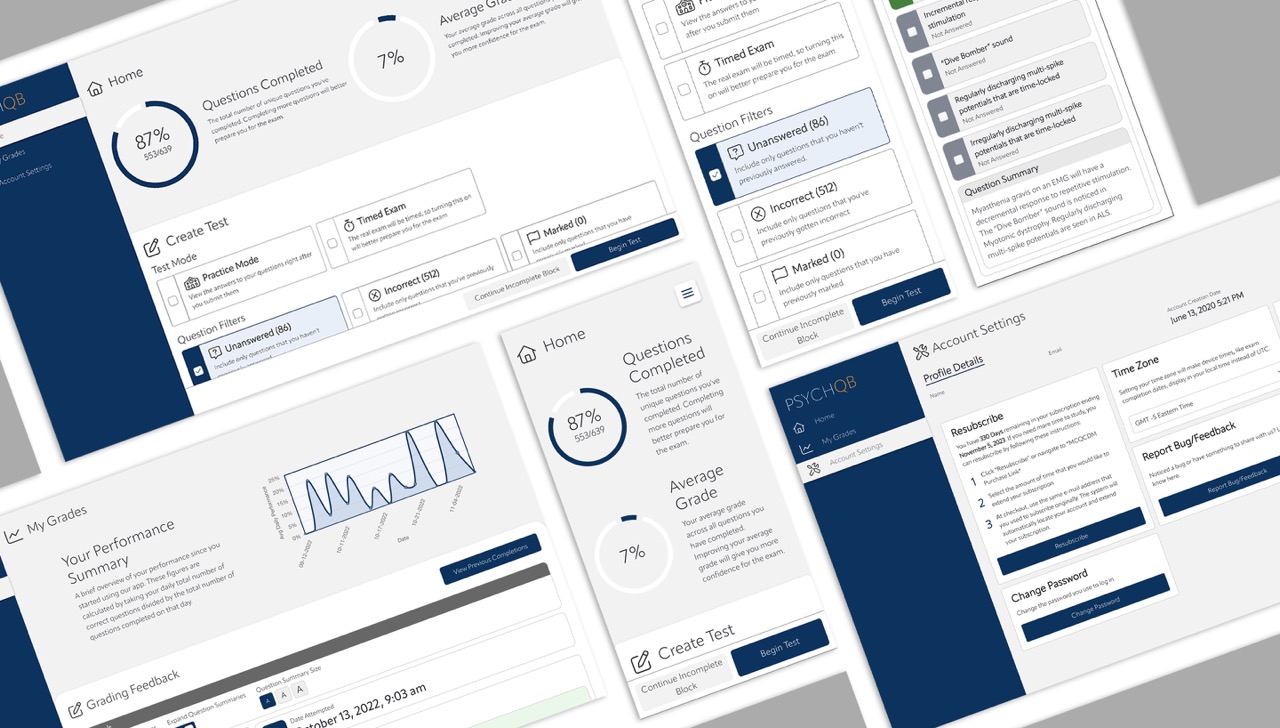 QB
Grades
Account Settings
Home
87%
553/639
Questions Completed
The total number of unique questions you've
completed. Completing more questions will better
prepare you for the exam.
7%
Average
Your average grade across all questions
completed. Improving your average grade will
you more confidence for the exam.
Create Test
Test Mode
Practice Mode
View the answers to your questions right after
you submit them
Timed Exam
The real exam will be timed, so turning this on
will better prepare you for the exam
Question Filters
Unanswered (86)
Include only questions that you haven't
Incorrect (512)
Include only questions that you've previously
Marked (0)
Include only questions that you have
Continue Incomplete Block
Begin Test
View the answers to
after you submit them
Timed Exam
The real exam will be timed, so turning this
on will better prepare you for the exam
Question Filters
Unanswered (86)
Include only questions that you haven't
previously answered.
Incorrect (512)
Include only questions that you've
previously gotten incorrect
Marked (0)
Include only questions that you have
previously marked
Continue Incomplete
Block
Begin Test
Incremental
stimulation
Not Answered
"Dive Bomber" sound
Not Answered
Regularly discharging multi-spike
potentials that are time-locked
Not Answered
Irregularly discharging multi-spike
potentials that are time-locked
Not Answered
Question Summary
Myasthenia gravis on an EMG will have a
decremental response to repetitive stimulation.
The "Dive Bomber" sound is noticed in
Myotonic dystrophy. Regularly discharging
multi-spike potentials are seen in ALS.
My Grades
Your Performance
Summary
A brief overview of your performance since you
started using our app. These figures are
calculated by taking your daily total number of
correct questions divided by the total number of
questions completed on that day.
25%
20%
15%
10%
5%
0%
10-11-2022
10-17-2022
10-21-2022
11-04-2022
Date
View Previous Completions
Grading Feedback
Expand Question Summaries
Question Summary Size
A
A
A
Date Attempted
October 13, 2022, 9:03 am
Home
87%
553/639
Questions
Completed
The total number of
unique questions you've
completed. Completing
more questions will
better prepare you for the
exam.
7%
Average
Grade
Your average grade
across all questions you
have completed.
Improving your average
grade will give you more
confidence for the exam.
Create Test
Continue Incomplete
Block
Begin Test
PSYCHQB
Home
My Grades
Account Settings
Account Settings
Profile Details
Name
Email
Account Creation Date
June 13, 2020 5:21 PM
Resubscribe
You have 330 Days remaining in your subscription ending
November 5, 2023. If you need more time to study, you
can resubscribe by following these instructions:
1 Click "Resubscribe" or navigate to "MCQCDM
Purchase Link"
2 Select the amount of time that you would like to
extend your subscription
3 At checkout, use the same e-mail address that
you used to subscribe originally. The system will
automatically locate your account and extend
your subscription.
Resubscribe
Change Password
Change the password you use to log in.
Change Password
Time Zone
Setting your time zone will make device times, like exam
completion dates, display in your local time instead of UTC.
GMT -5 Eastern Time
Report Bug/Feedback
Noticed a bug or have something to share with us?
know here.
Report Bug/Feedback